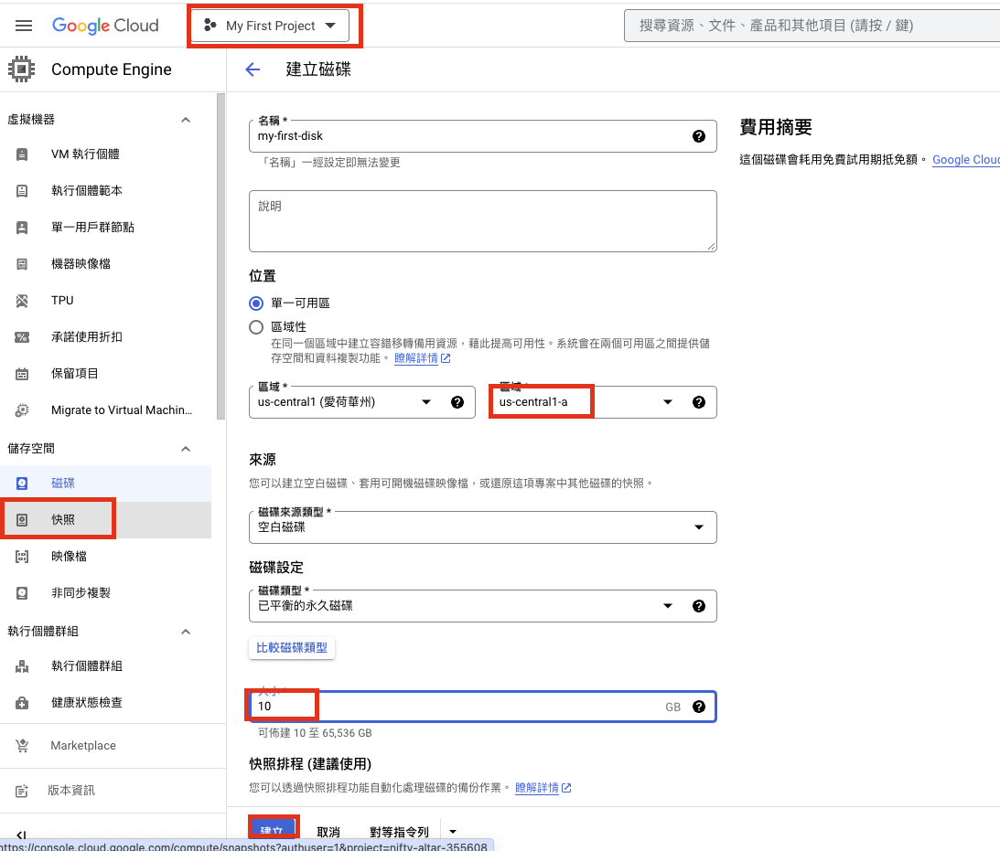 Google Cloud
My First Project
搜尋資源、文件、產品和其他項目 (請按 / 鍵)
Compute Engine
建立磁碟
虛擬機器
VM 執行個體
執行個體範本
單一用戶群節點
機器映像檔
TPU
承諾使用折扣
保留項目
Migrate to Virtual Machin...
儲存空間
磁碟
快照
映像檔
非同步複製
執行個體群組
執行個體群組
健康狀態檢查
Marketplace
版本資訊
名稱 *
my-first-disk
「名稱」一經設定即無法變更
說明
位置
單一可用區
區域性
在同一個區域中建立容錯移轉備用資源，藉此提高可用性。系統會在兩個可用區之間提供儲
存空間和資料複製功能。 瞭解詳情
區域 *
us-central1 (愛荷華州)
區域 *
us-central1-a
來源
您可以建立空白磁碟、套用可開機磁碟映像檔，或還原這項專案中其他磁碟的快照。
磁碟來源類型 *
空白磁碟
磁碟設定
磁碟類型 *
已平衡的永久磁碟
比較磁碟類型
大小 *
10
GB
可佈建 10 至 65,536 GB
快照排程 (建議使用)
您可以透過快照排程功能自動化處理磁碟的備份作業。 瞭解詳情
建立
取消
對等指令列
費用摘要
這個磁碟會耗用免費試用期抵免額。 Google Cloud
https://console.cloud.google.com/compute/snapshots?authuser=1&project=nifty-altar-355608